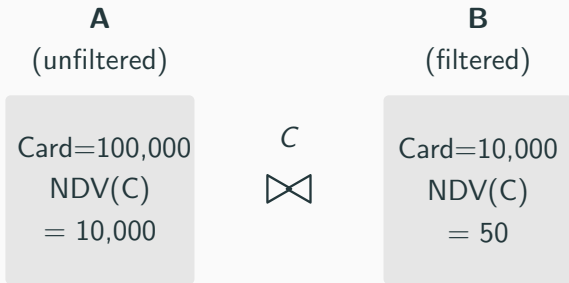 A
(unfiltered)
Card=100,000
NDV(C)
= 10,000
C
⋈
B
(filtered)
Card=10,000
NDV(C)
= 50